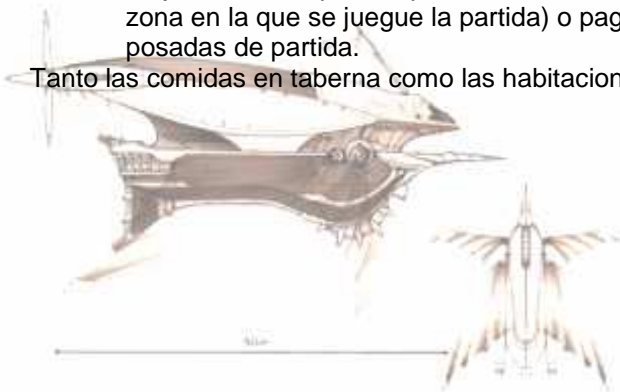 zona en la que se juegue la partida) o pag
posadas de partida.
Tanto las comidas en taberna como las habitacion